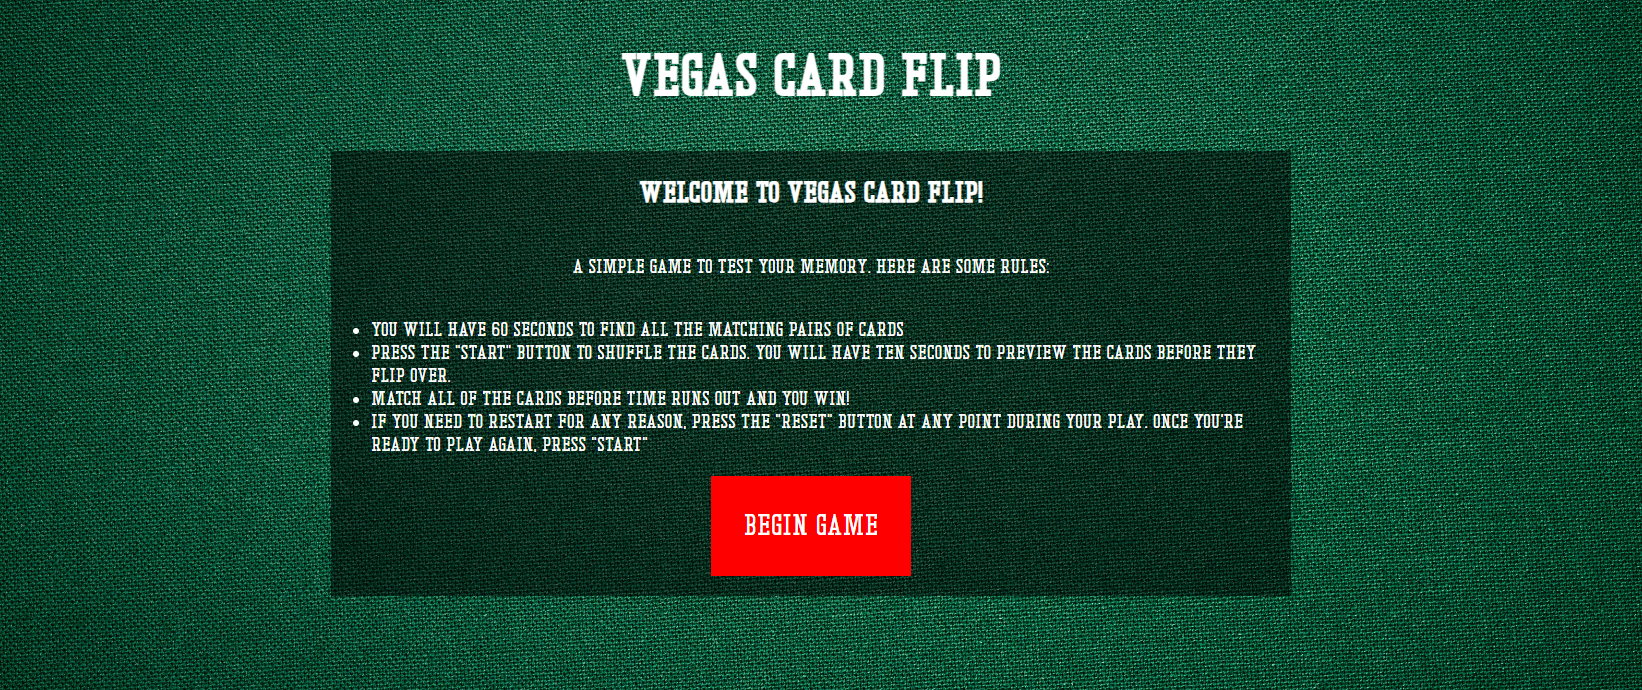 VEGAS CARD FLIP
WELCOME TO VEGAS CARD FLIP!
A SIMPLE GAME TO TEST YOUR MEMORY. HERE ARE SOME RULES:
• YOU WILL HAVE 60 SECONDS TO FIND ALL THE MATCHING PAIRS OF CARDS
• PRESS THE "START" BUTTON TO SHUFFLE THE CARDS. YOU WILL HAVE TEN SECONDS TO PREVIEW THE CARDS BEFORE THEY
FLIP OVER.
• MATCH ALL OF THE CARDS BEFORE TIME RUNS OUT AND YOU WIN!
• IF YOU NEED TO RESTART FOR ANY REASON, PRESS THE "RESET" BUTTON AT ANY POINT DURING YOUR PLAY. ONCE YOU'RE
READY TO PLAY AGAIN, PRESS "START"
BEGIN GAME